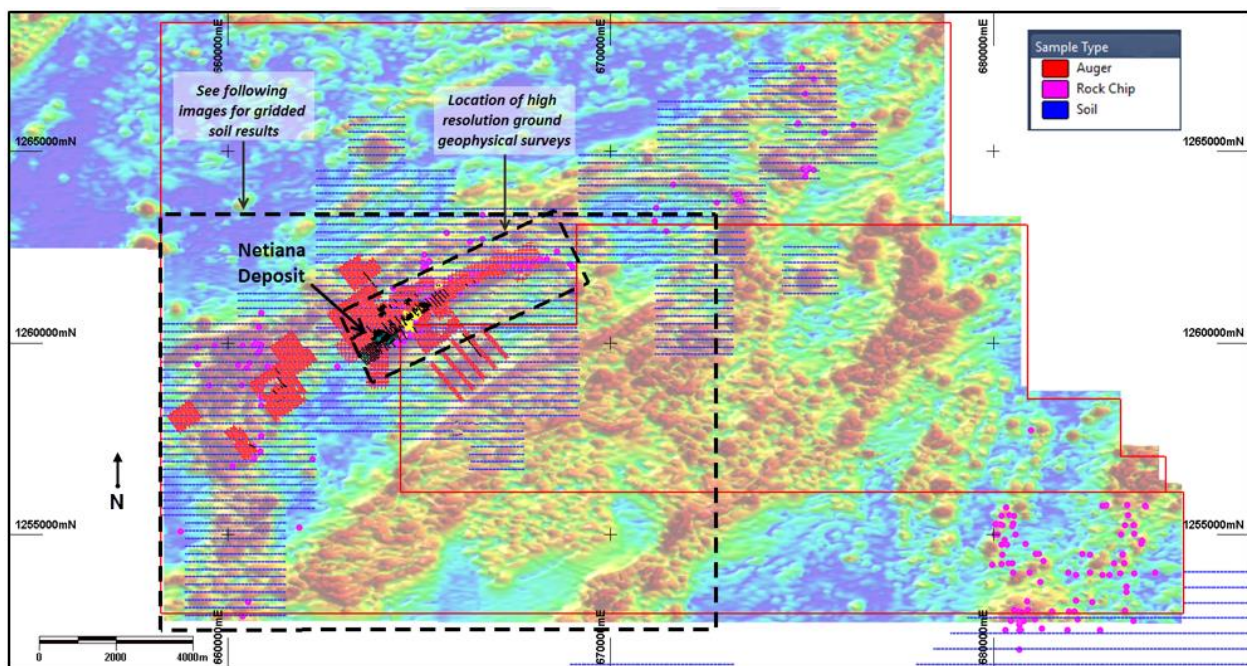 660000mE
670000mE
680000mE
Sample Type
Auger
Rock Chip
Soil
See following
images for gridded
soil results
Location of high
resolution ground
geophysical surveys
1265000mN
1265000mN
Netiana
Deposit
1260000mN
1260000mN
N
1255000mN
1255000mN
0 2000 4000m
660000mE
670000mE
680000mE